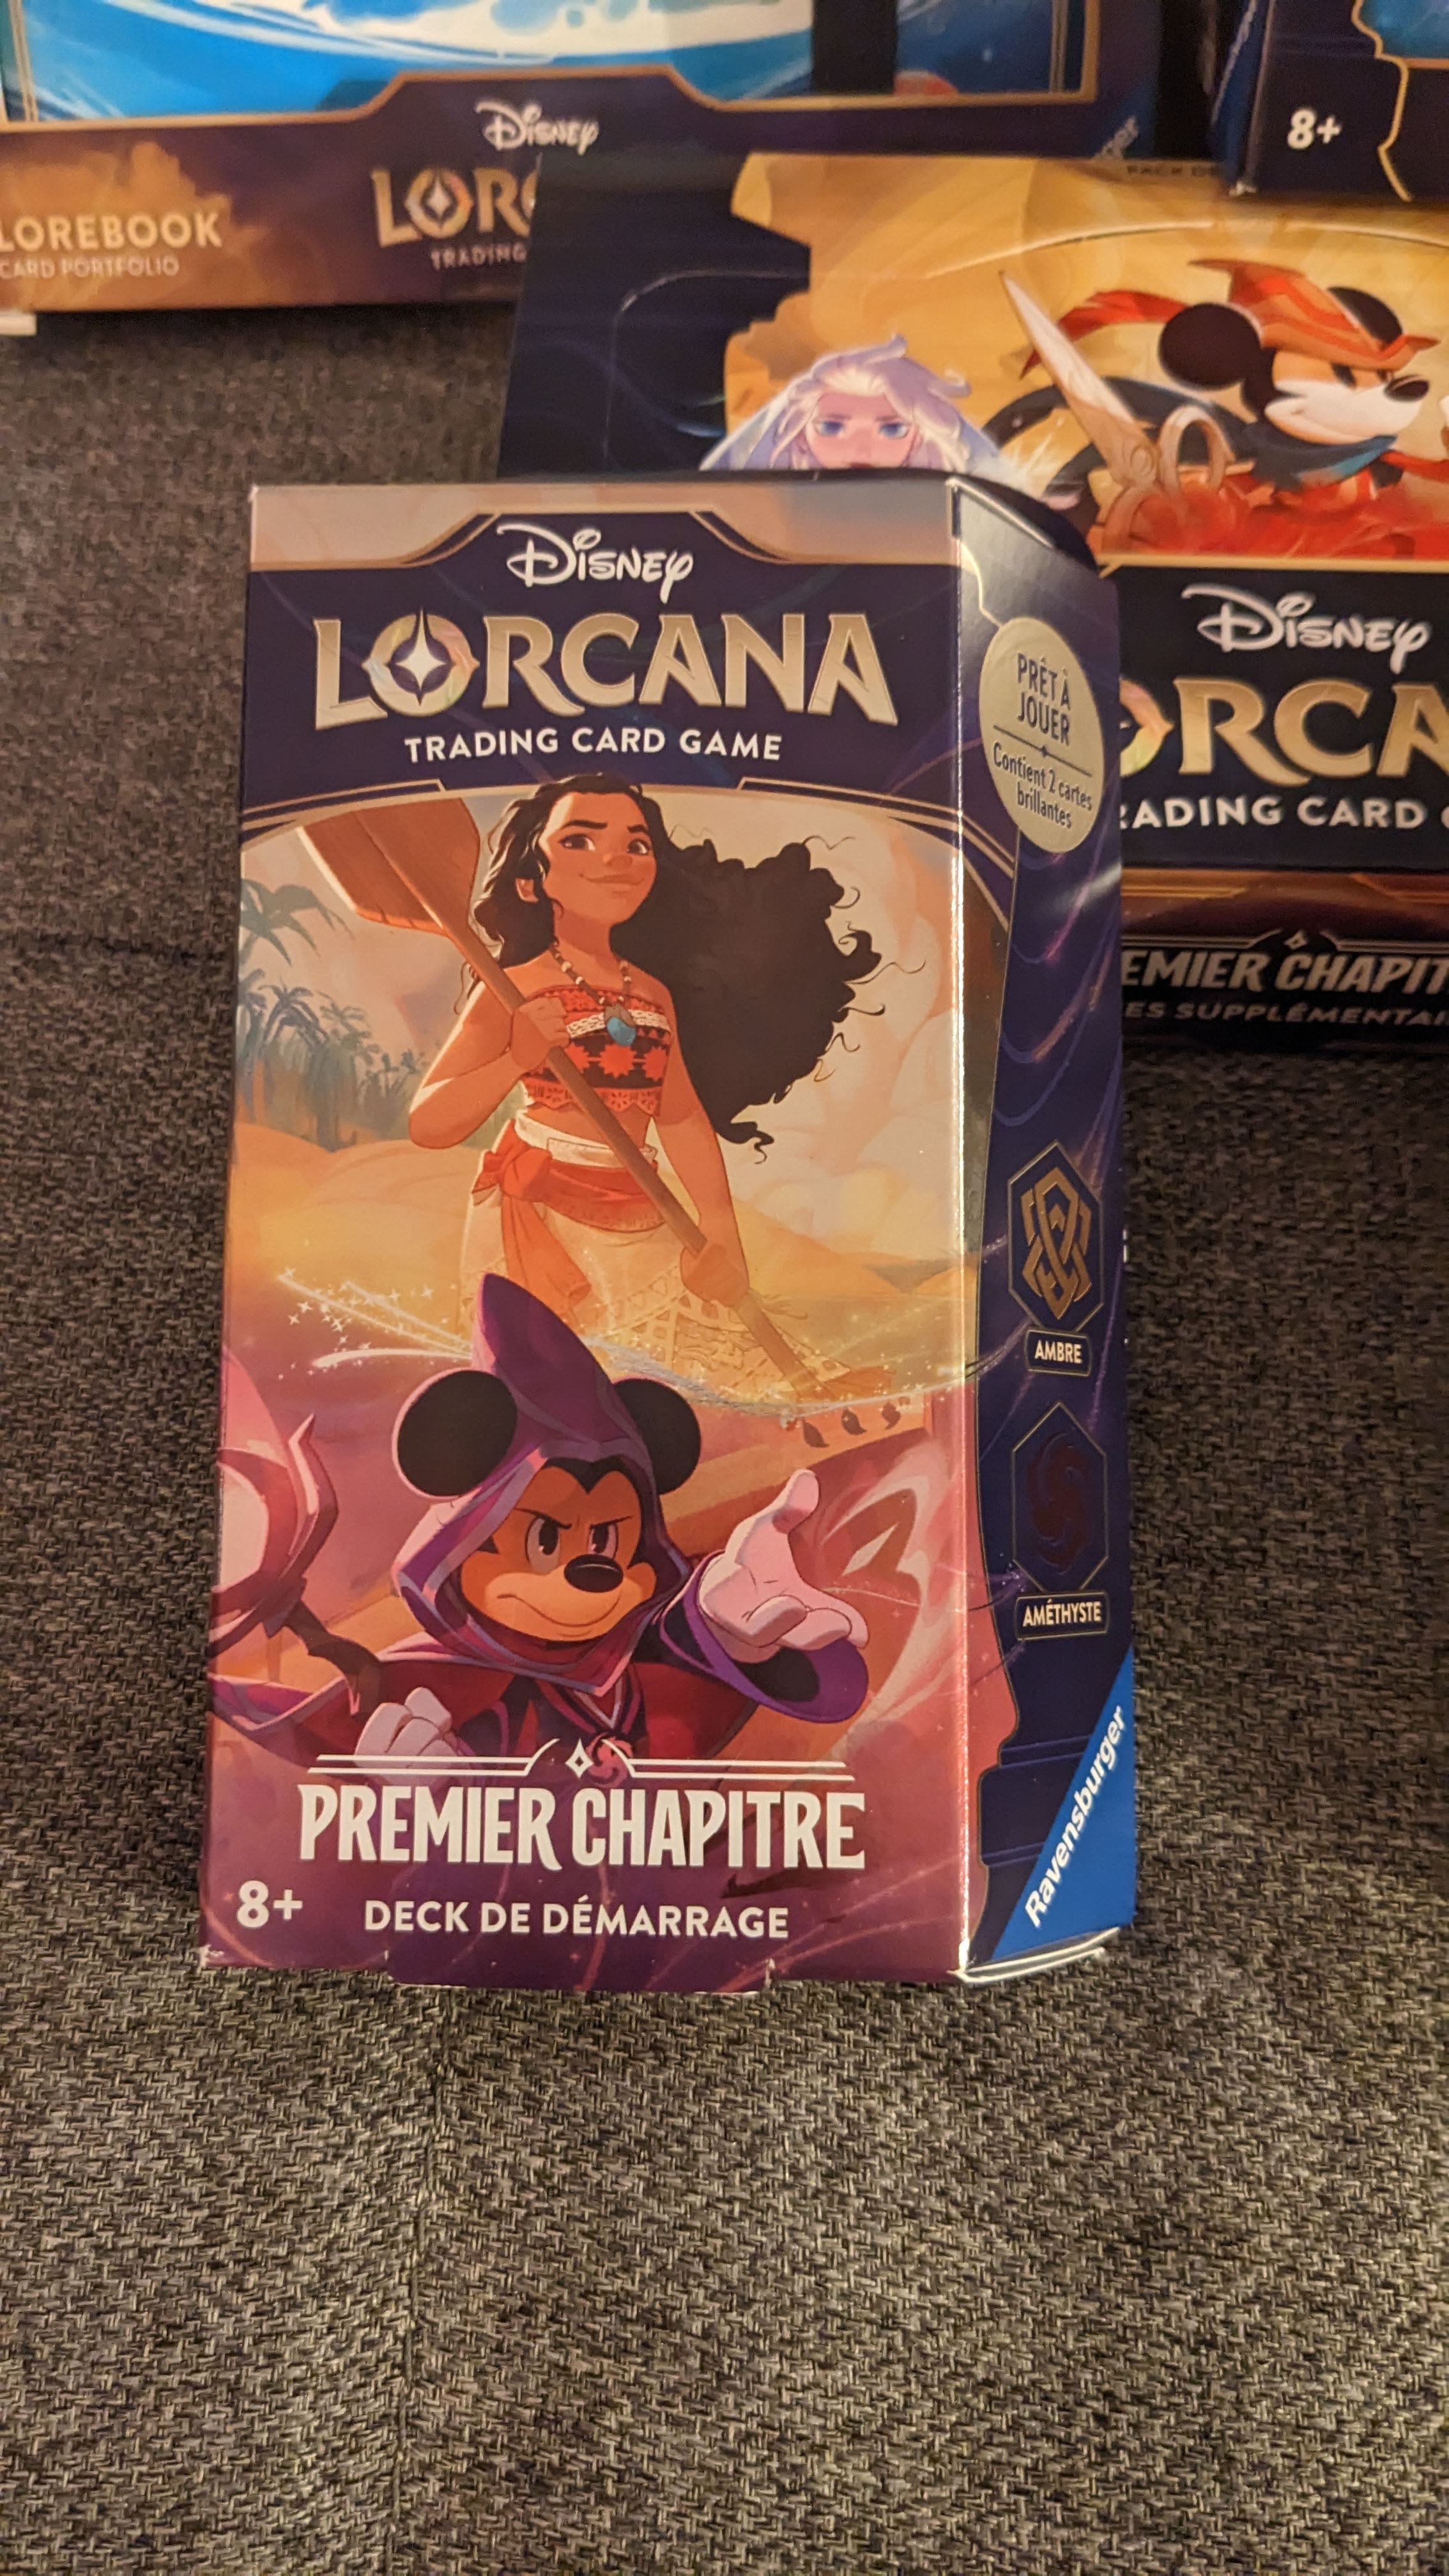 Disney
LORC
TRADING
LOREBOOK
CARD PORTFOLIO
8+
Disney
ORCA
RADING CARD
EMIER CHAPIT
ES SUPPLÉMENTAI
Disney
LORCANA
TRADING CARD GAME
PRÊT À
JOUER
Contient 2 cartes
brillantes
AMBRE
AMÉTHYSTE
Ravensburger
PREMIER CHAPITRE
8+ DECK DE DÉMARRAGE